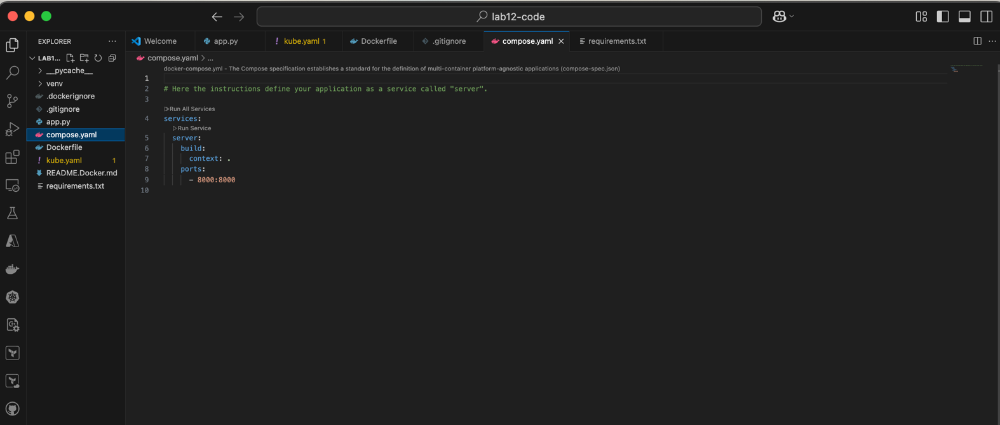 lab12-code
EXPLORER
Welcome
app.py
! kube.yaml 1
Dockerfile
.gitignore
compose.yaml
requirements.txt
LAB1...
compose.yaml > ...
__pycache__
venv
.dockerignore
.gitignore
app.py
compose.yaml
Dockerfile
! kube.yaml 1
README.Docker.md
requirements.txt
docker-compose.yml - The Compose specification establishes a standard for the definition of multi-container platform-agnostic applications (compose-spec.json)
1
2 # Here the instructions define your application as a service called "server".
3
Run All Services
4 services:
Run Service
5 server:
6 build:
7 context: .
8 ports:
9 - 8000:8000
10